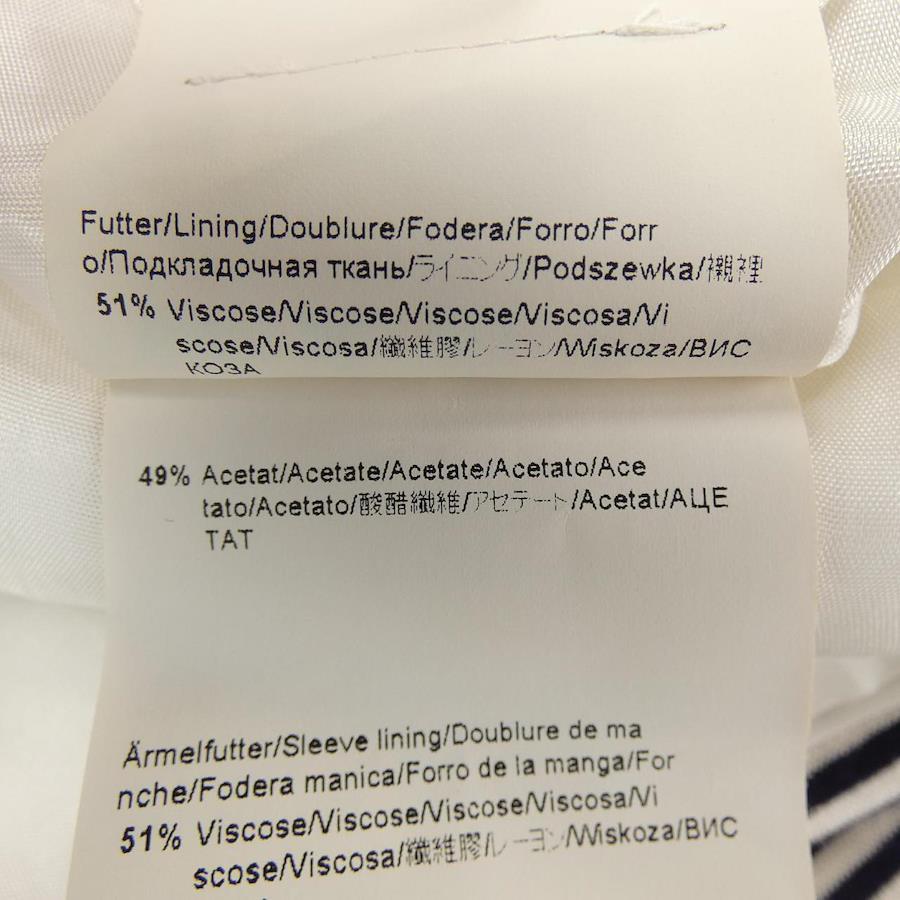 Futter/Lining/Doublure/Fodera/Forro/Forr
o/Подкладочная ткань/ライニング/Podszewka/襯裡
51% Viscose/Viscose/Viscose/Viscosa/Vi
scose/Viscosa/纖維膠/レーヨン/Wiskoza/ВИС
КОЗА
49% Acetat/Acetate/Acetate/Acetato/Ace
tato/Acetato/酸醋纖維/アセテート/Acetat/АЦЕ
ТАТ
Ärmelfutter/Sleeve lining/Doublure de ma
nche/Fodera manica/Forro de la manga/For
51% Viscose/Viscose/Viscose/Viscosa/Vi
scose/Viscosa/纖維膠/レーヨン/Wiskoza/ВИС